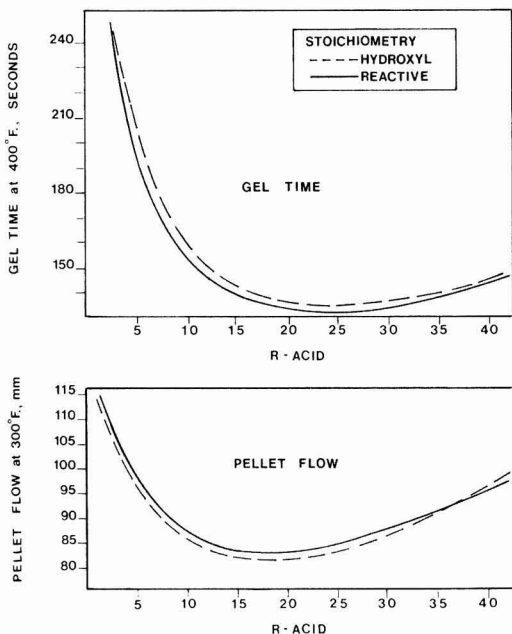 240
210
180
150
GEL TIME at 400°F., SECONDS
STOICHIOMETRY
HYDROXYL
REACTIVE
GEL TIME
5 10 15 20 25 30 35 40
R-ACID
115
110
105
100
95
90
85
80
PELLET FLOW at 300°F., mm
PELLET FLOW
5 10 15 20 25 30 35 40
R-ACID